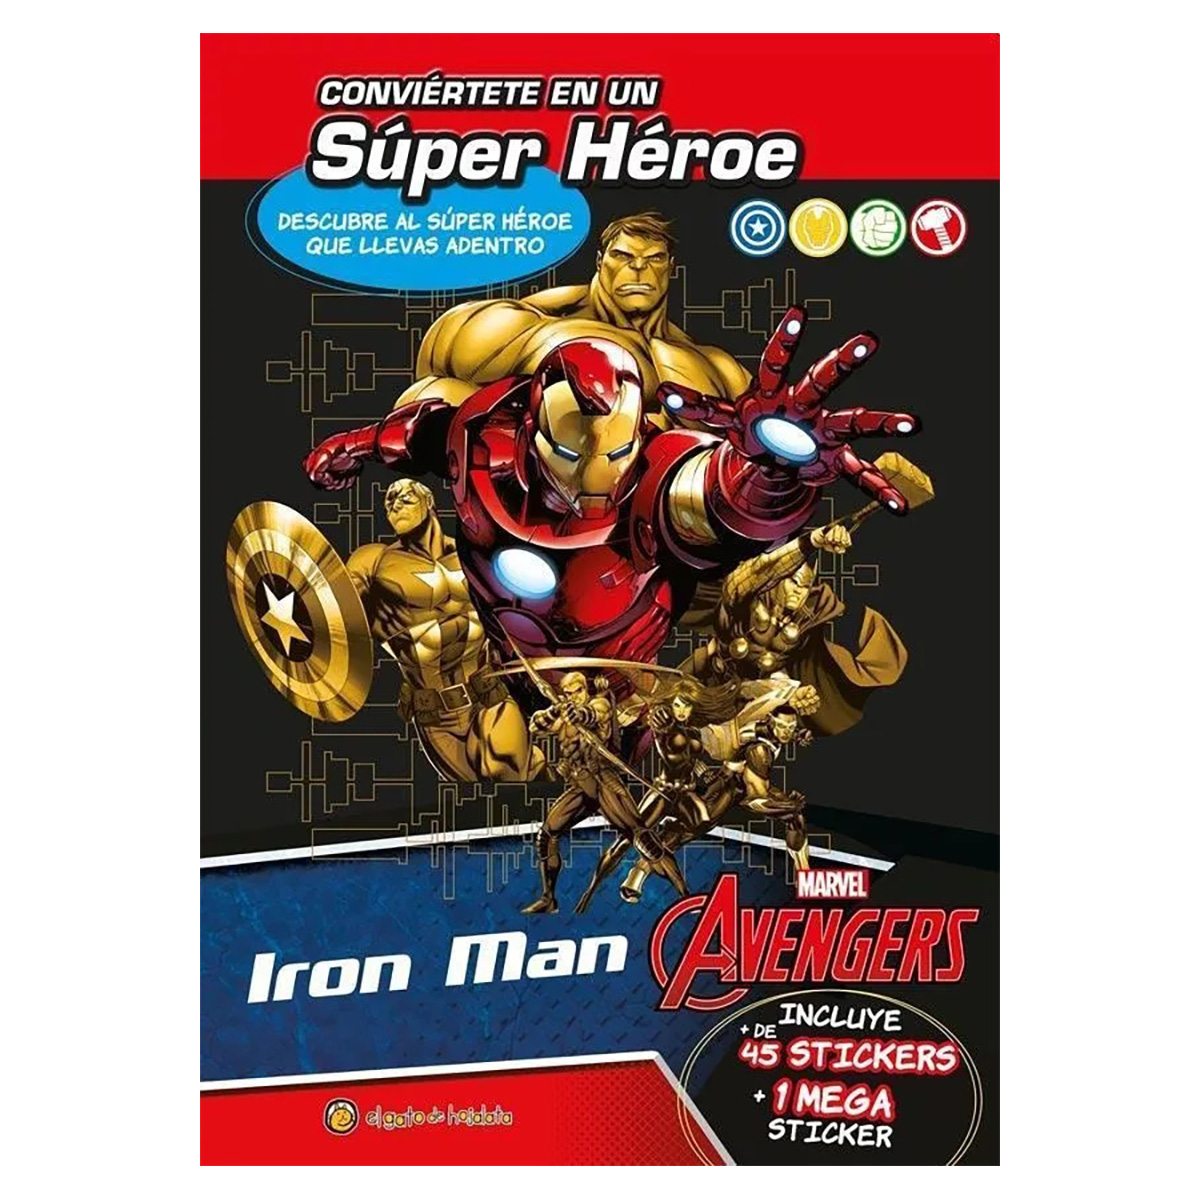 CONVIÉRTETE EN UN
Súper Héroe
DESCUBRE AL SÚPER HÉROE
QUE LLEVAS ADENTRO
MARVEL
AVENGERS
Iron Man
INCLUYE
+ DE
45 STICKERS
+ 1 MEGA
STICKER
el gato de hojalata